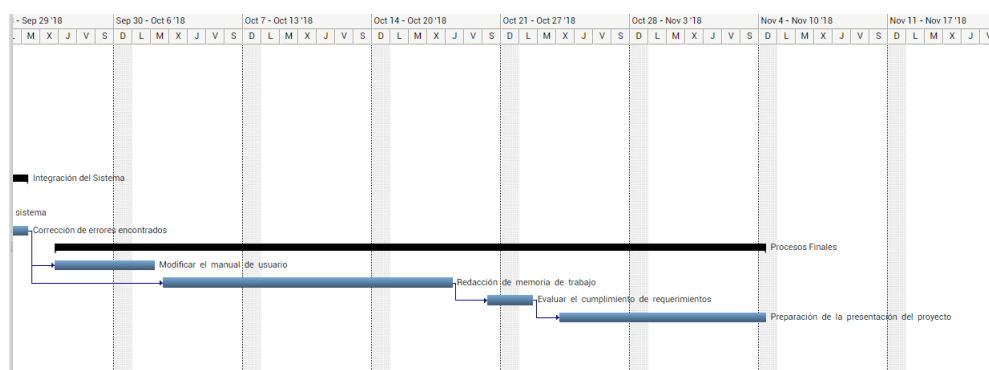 - Sep 29 '18 Sep 30 - Oct 6 '18 Oct 7 - Oct 13 '18 Oct 14 - Oct 20 '18 Oct 21 - Oct 27 '18 Oct 28 - Nov 3 '18 Nov 4 - Nov 10 '18 Nov 11 - Nov 17 '18
M X J V S D L M X J V S D L M X J V S D L M X J V S D L M X J V S D L M X J V S D L M X J V S D L M X J
Integración del Sistema
sistema
Corrección de errores encontrados
Procesos Finales
Modificar el manual de usuario
Redacción de memoria de trabajo
Evaluar el cumplimiento de requerimientos
Preparación de la presentación del proyecto